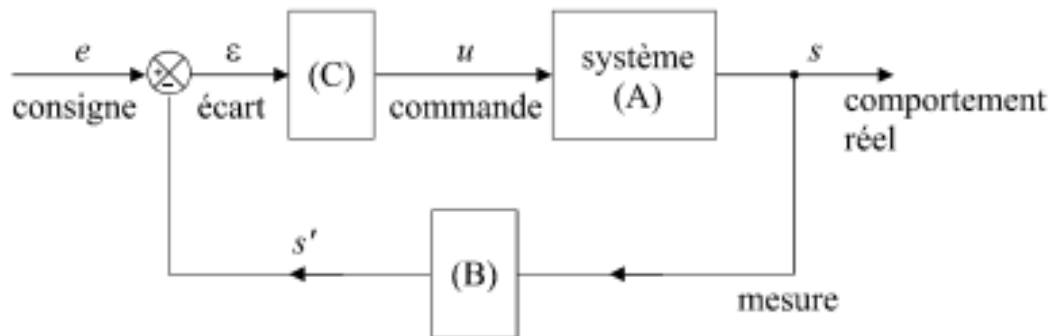 e
consigne
+
-
ε
écart
(C)
u
commande
système
(A)
s
comportement
réel
s'
(B)
mesure